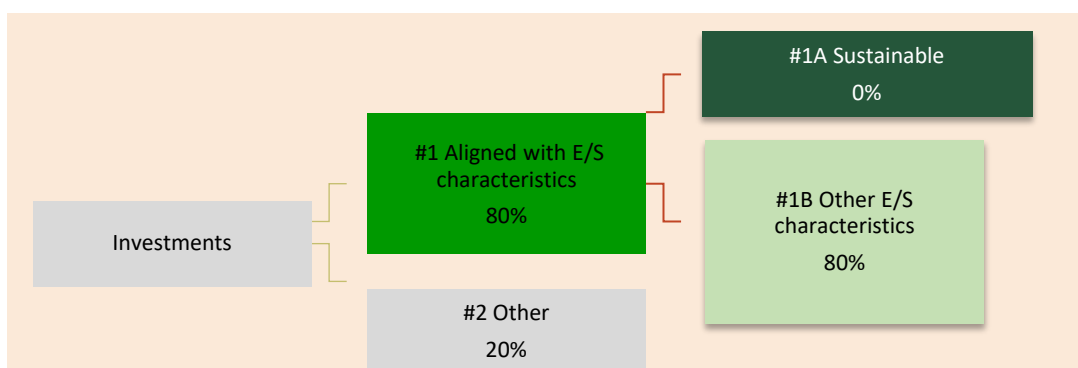 Investments
#1 Aligned with E/S
characteristics
80%
#2 Other
20%
#1A Sustainable
0%
#1B Other E/S
characteristics
80%